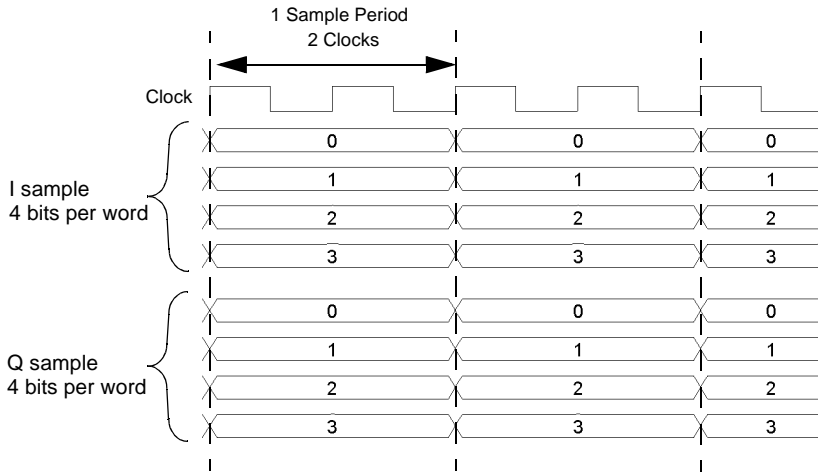 1 Sample Period
2 Clocks
Clock
I sample
4 bits per word
0 0 0
1 1 1
2 2 2
3 3 3
Q sample
4 bits per word
0 0 0
1 1 1
2 2 2
3 3 3